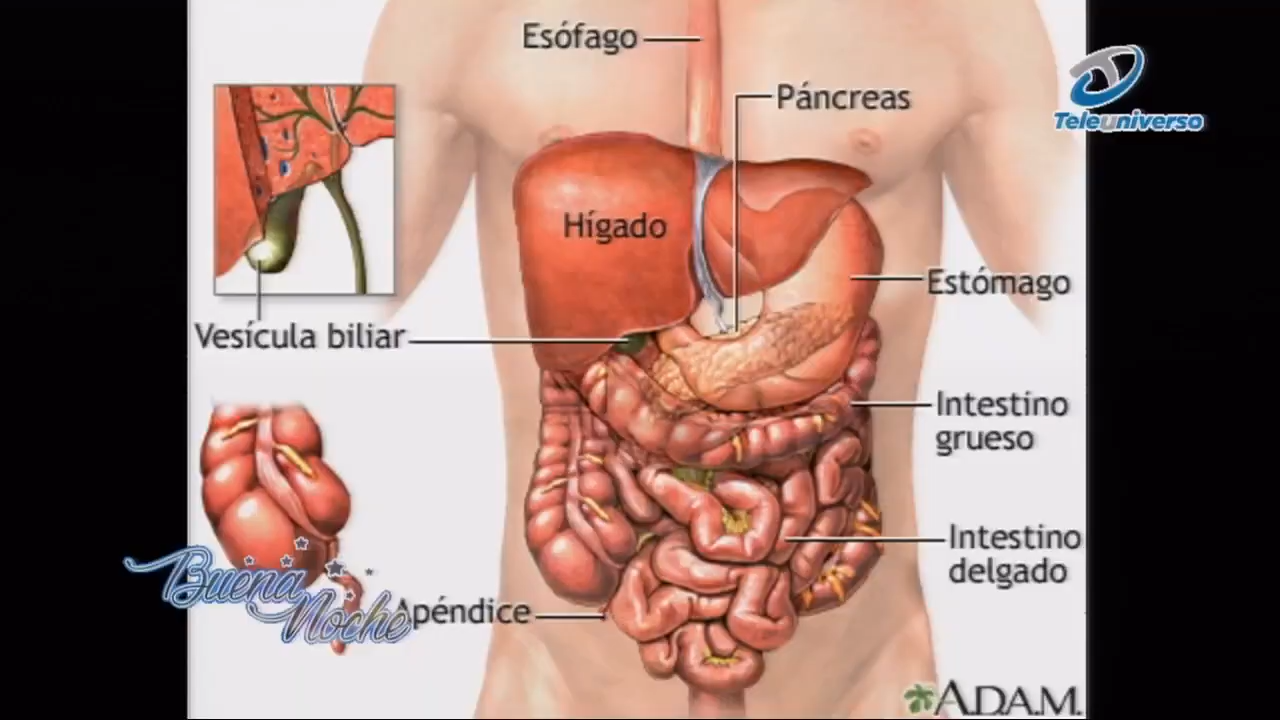 Esófago
Páncreas
Teleuniverso
Hígado
Estómago
Vesícula biliar
Intestino
grueso
Intestino
delgado
Buena
Noche
Apéndice
A.D.A.M.